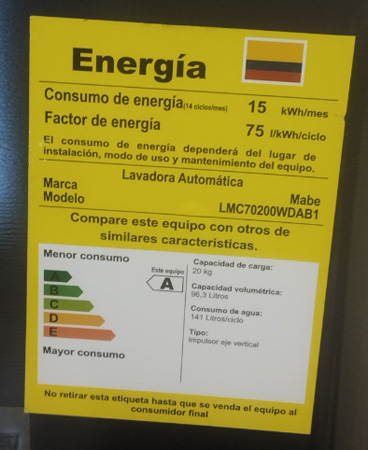 Energía
Consumo de energía(14 ciclos/mes) 15 kWh/mes
Factor de energía 75 l/kWh/ciclo
El consumo de energía dependerá del lugar de
instalación, modo de uso y mantenimiento del equipo.
Lavadora Automática
Marca Mabe
Modelo LMC70200WDAB1
Compare este equipo con otros de
similares características.
Menor consumo
A
B
C
D
E
Mayor consumo
Este equipo
A
Capacidad de carga:
20 kg
Capacidad volumétrica:
96,3 Litros
Consumo de agua:
141 Litros/ciclo
Tipo:
Impulsor eje vertical
No retirar esta etiqueta hasta que se venda el equipo al
consumidor final